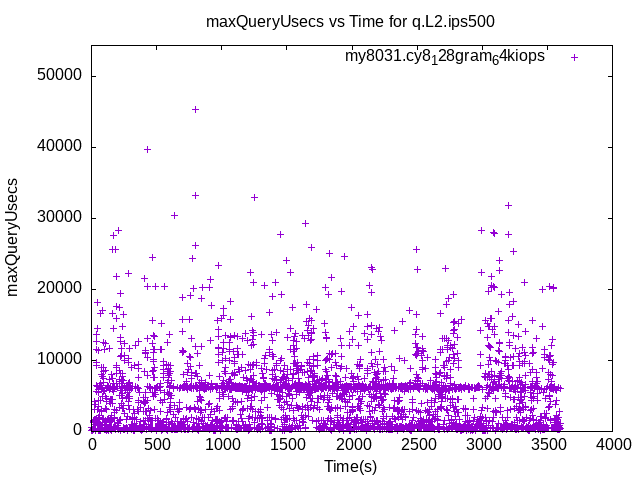 maxQueryUsecs vs Time for q.L2.ips500
my8031.cy8₁28gram₆4kiops
50000
40000
30000
20000
10000
0
maxQueryUsecs
0 500 1000 1500 2000 2500 3000 3500 4000
Time(s)